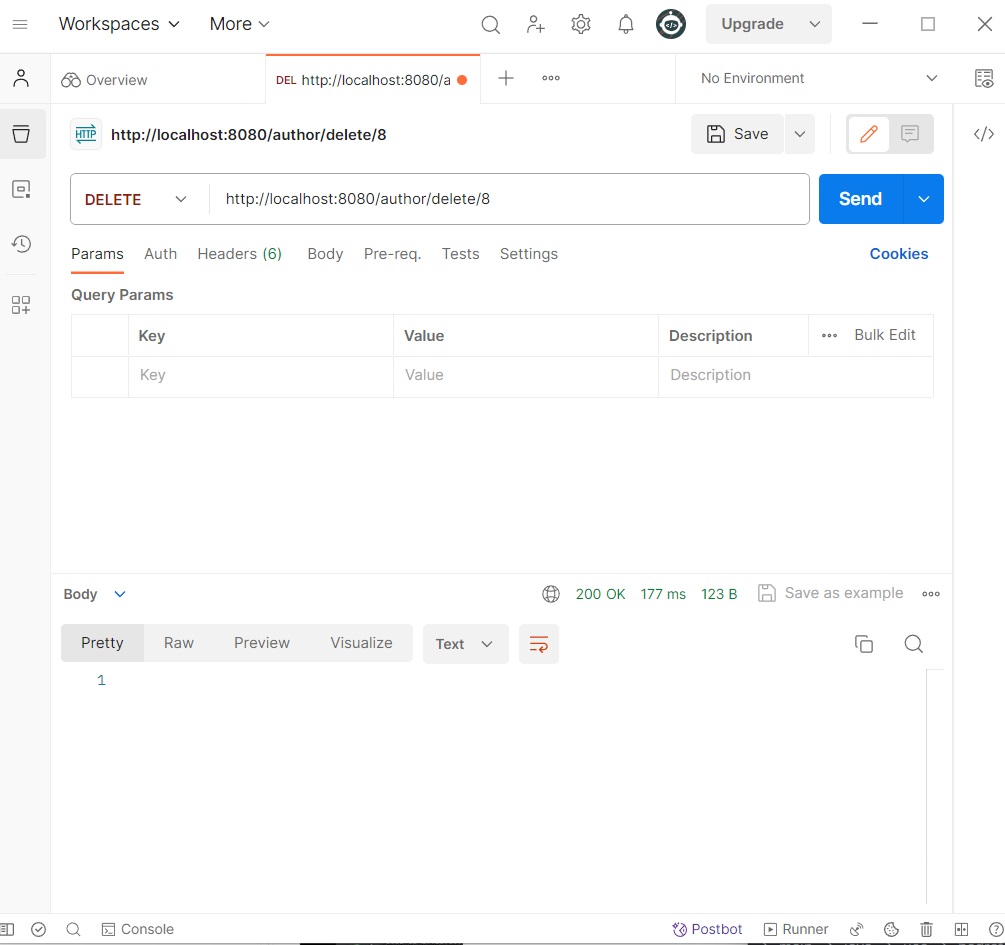 Workspaces More Upgrade
Overview DEL http://localhost:8080/a No Environment
HTTP http://localhost:8080/author/delete/8 Save
DELETE http://localhost:8080/author/delete/8 Send
Params Auth Headers (6) Body Pre-req. Tests Settings Cookies
Query Params
Key Value Description Bulk Edit
Key Value Description
Body 200 OK 177 ms 123 B Save as example
Pretty Raw Preview Visualize Text
1
Console Postbot Runner